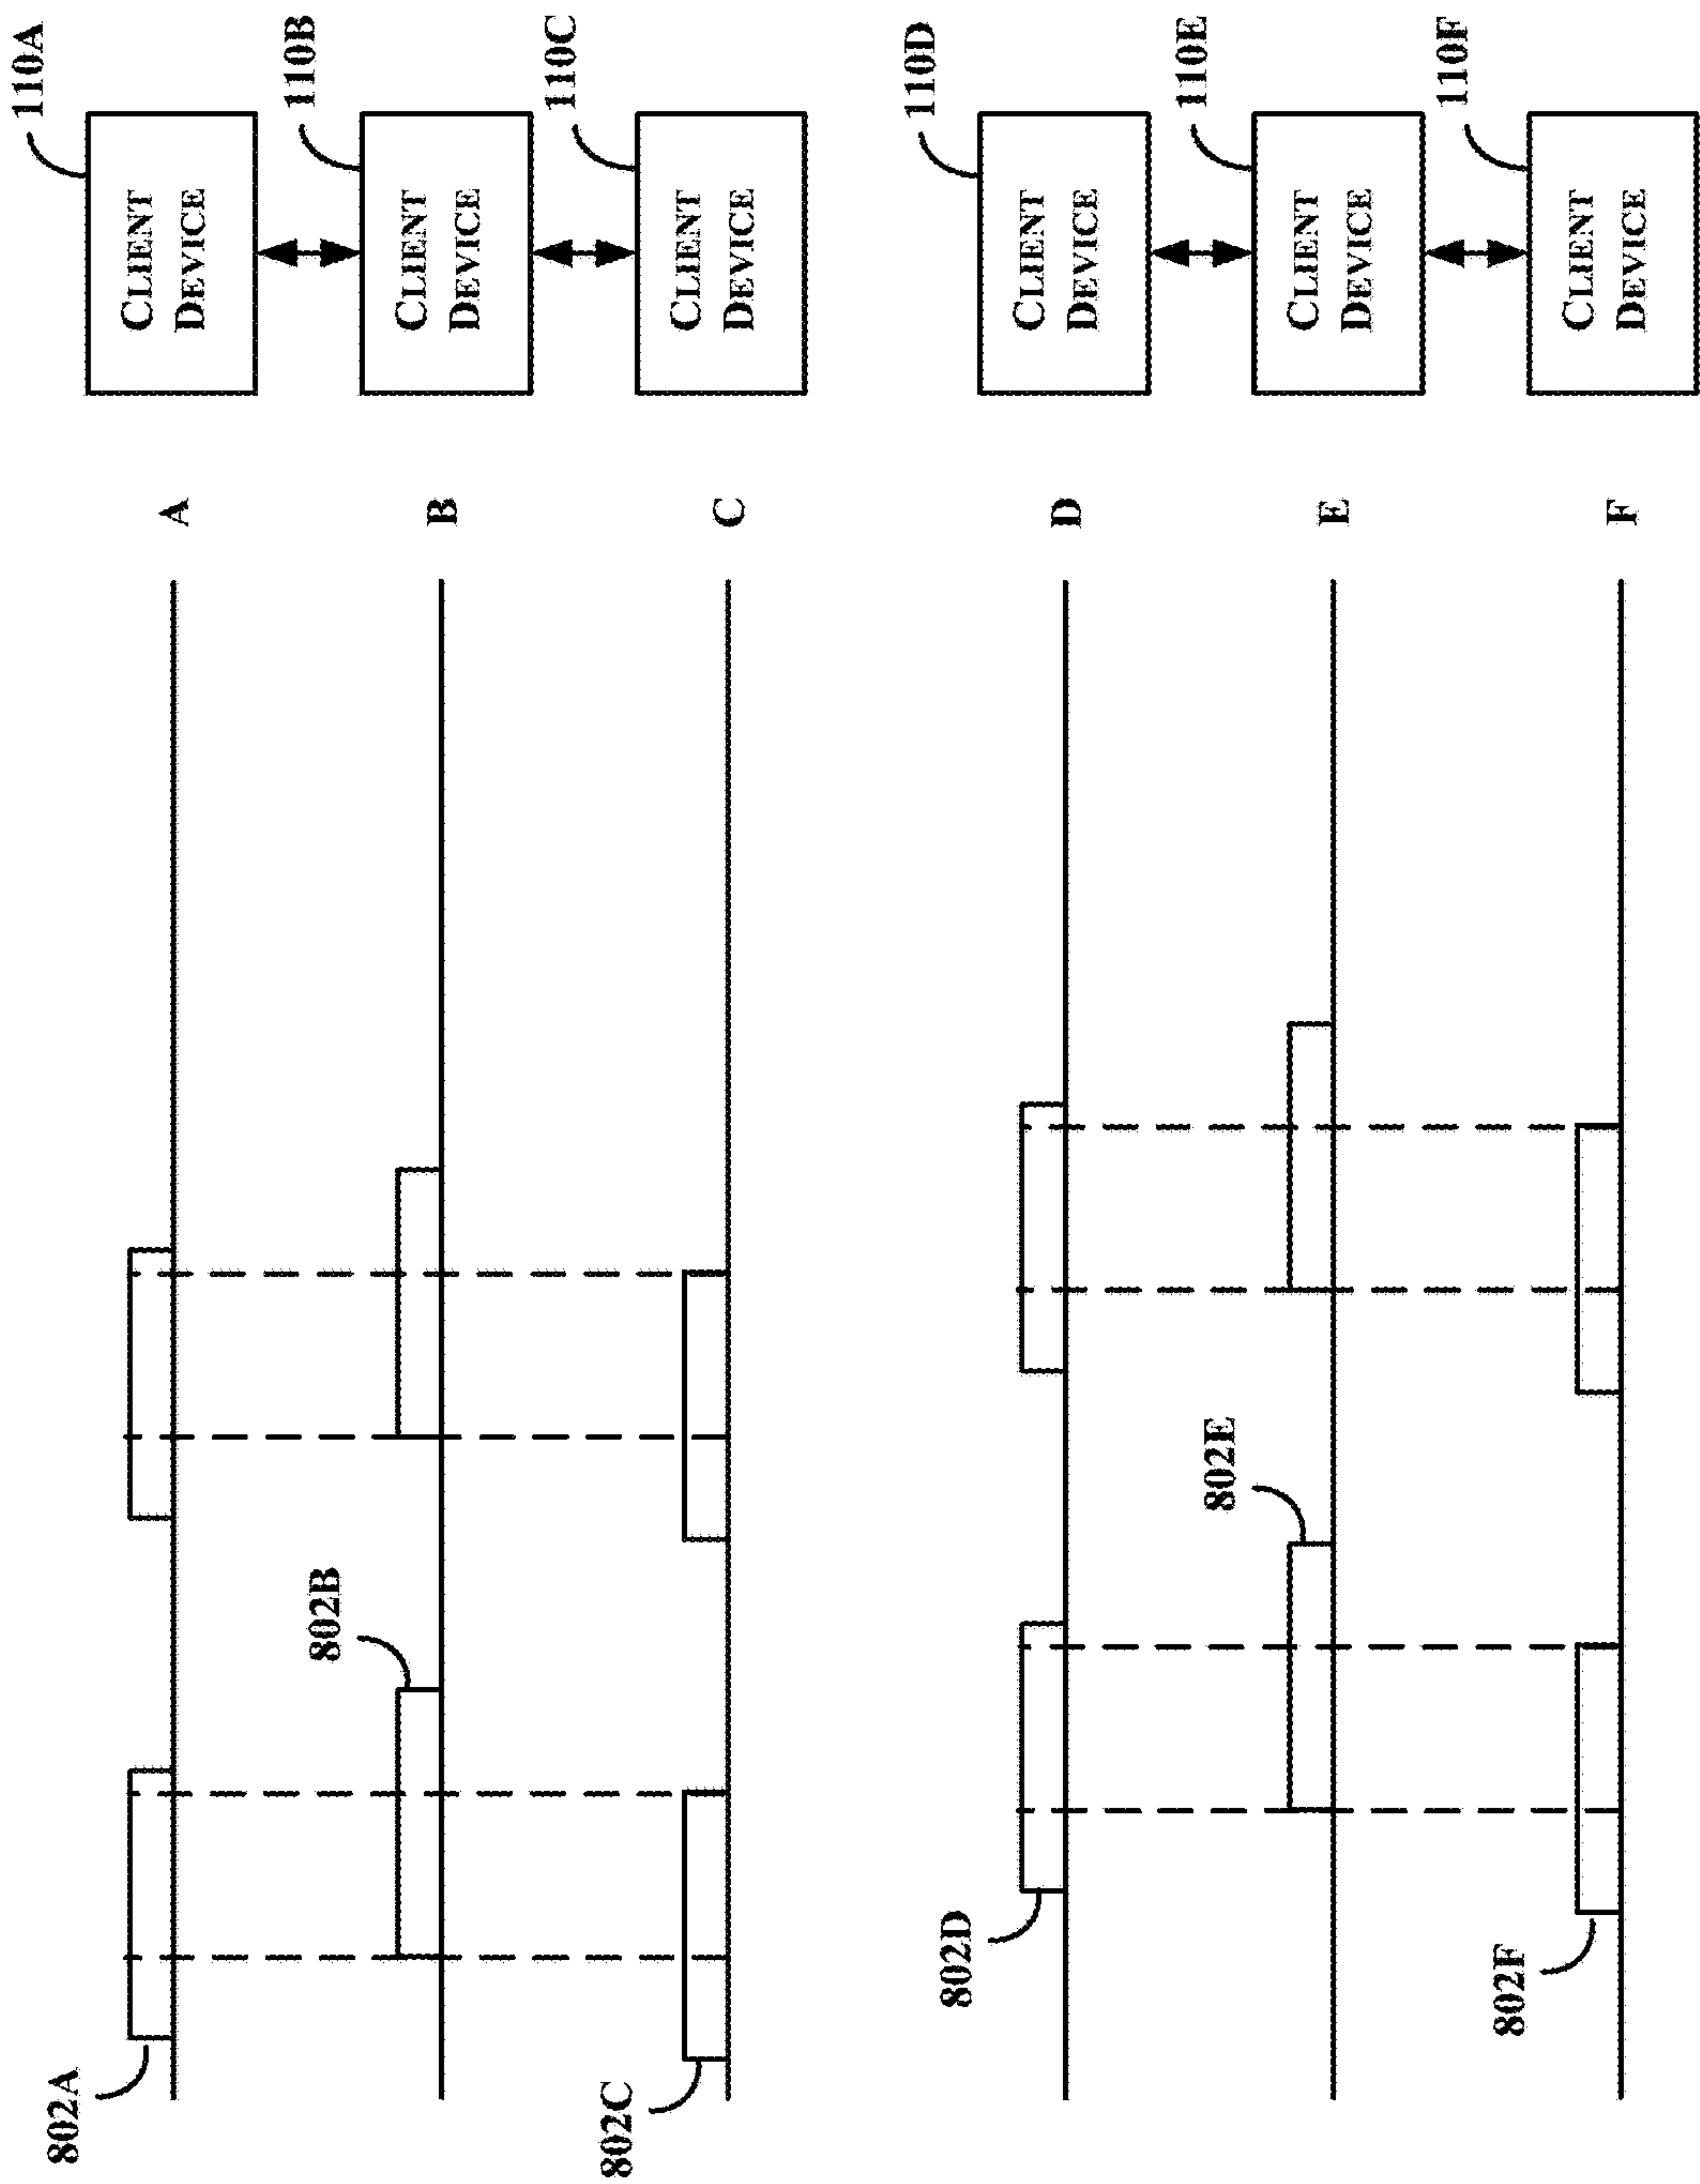 110A
CLIENT
DEVICE
110B
CLIENT
DEVICE
110C
CLIENT
DEVICE
110D
CLIENT
DEVICE
110E
CLIENT
DEVICE
110F
CLIENT
DEVICE
A
B
C
D
E
F
802A
802B
802C
802D
802E
802F